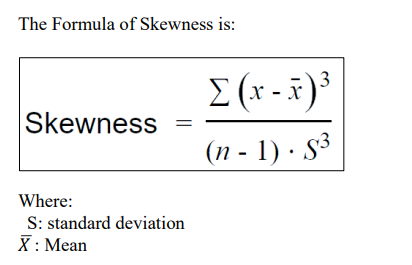 The Formula of Skewness is:
Skewness = ∑ (x - x̄)³ / (n - 1) · S³
Where:
S: standard deviation
X̄ : Mean